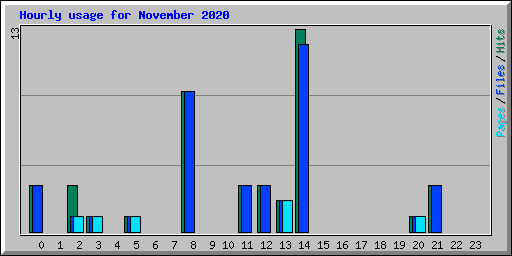 Hourly usage for November 2020
13
Pages/Files/Hits
0 1 2 3 4 5 6 7 8 9 10 11 12 13 14 15 16 17 18 19 20 21 22 23